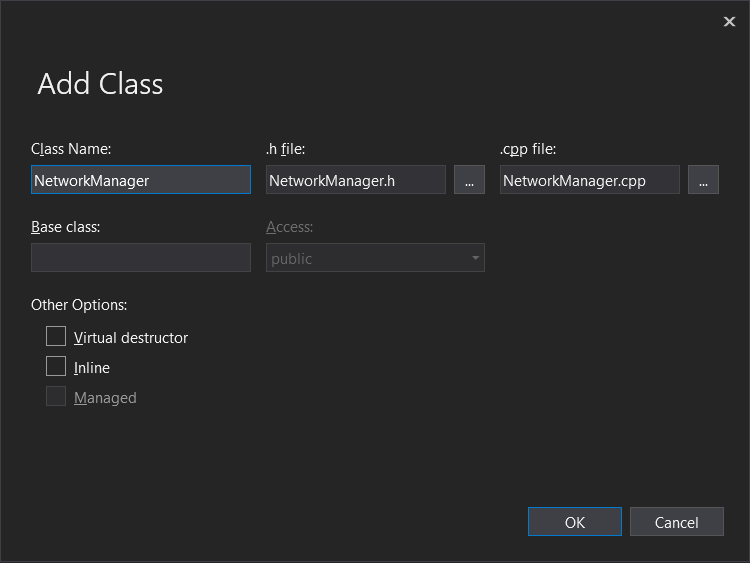 Add Class
Class Name: .h file: .cpp file:
NetworkManager NetworkManager.h ... NetworkManager.cpp ...
Base class: Access:
public
Other Options:
Virtual destructor
Inline
Managed
OK Cancel